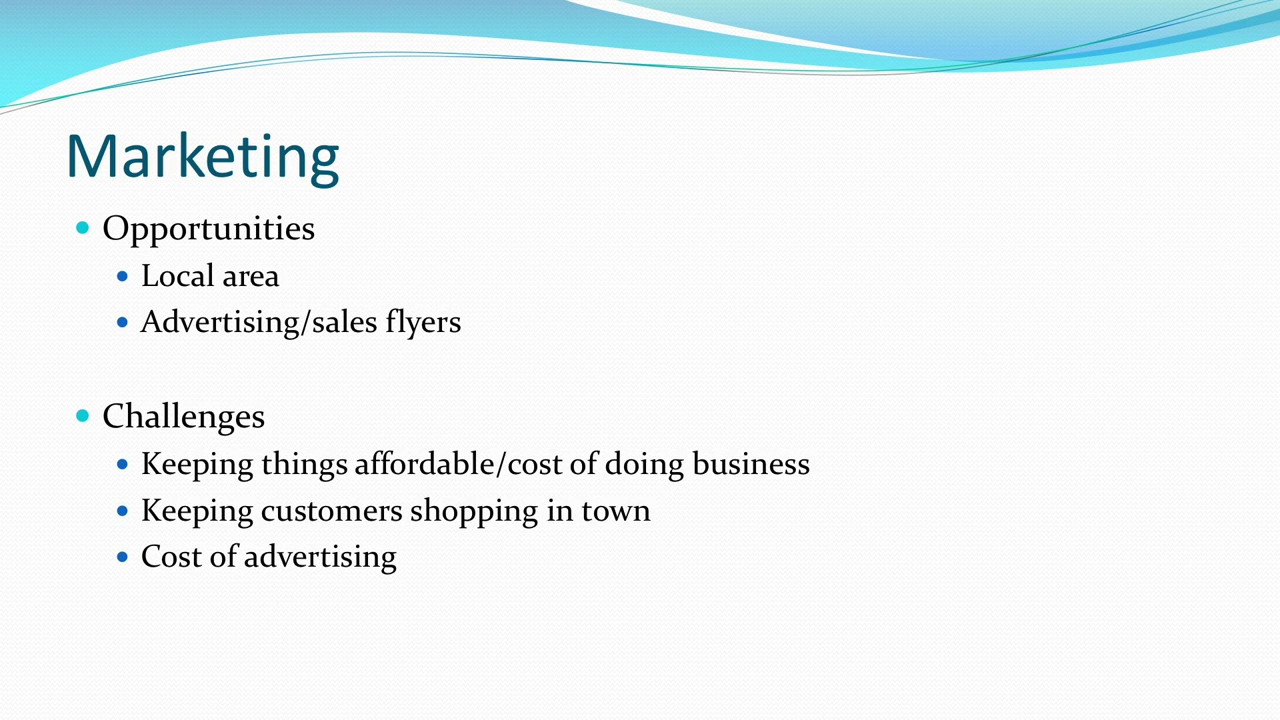 Marketing
Opportunities
Local area
Advertising/sales flyers
Challenges
Keeping things affordable/cost of doing business
Keeping customers shopping in town
Cost of advertising